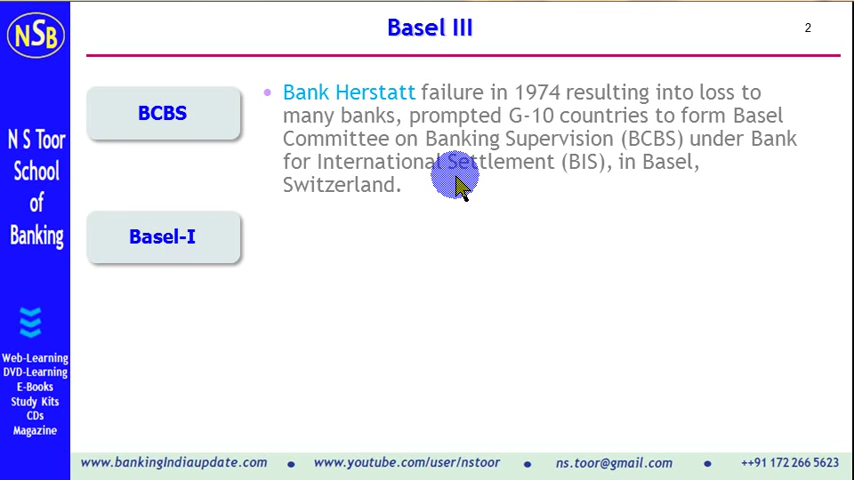 NSB
Basel III
2
BCBS
Bank Herstatt failure in 1974 resulting into loss to
many banks, prompted G-10 countries to form Basel
Committee on Banking Supervision (BCBS) under Bank
for International Settlement (BIS), in Basel,
Switzerland.
Basel-I
N S Toor
School
of
Banking
Web-Learning
DVD-Learning
E-Books
Study Kits
CDs
Magazine
www.bankingIndiaupdate.com ● www.youtube.com/user/nstoor ● ns.toor@gmail.com ● ++91 172 266 5623